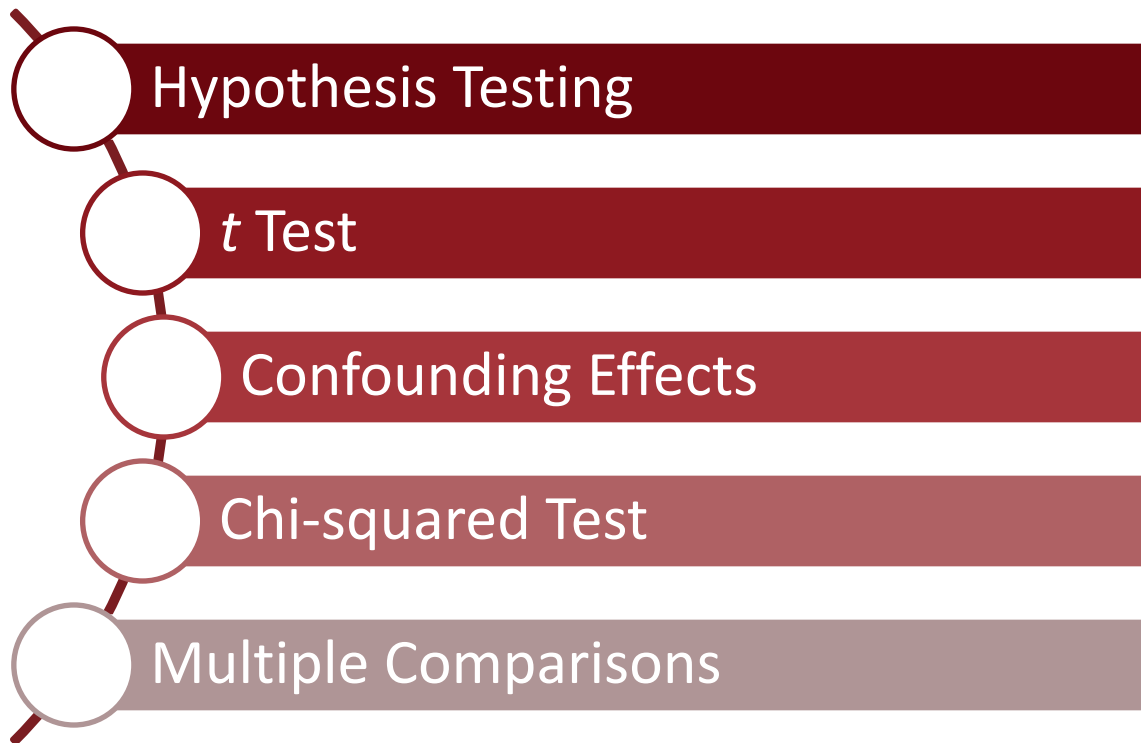 Hypothesis Testing
t Test
Confounding Effects
Chi-squared Test
Multiple Comparisons